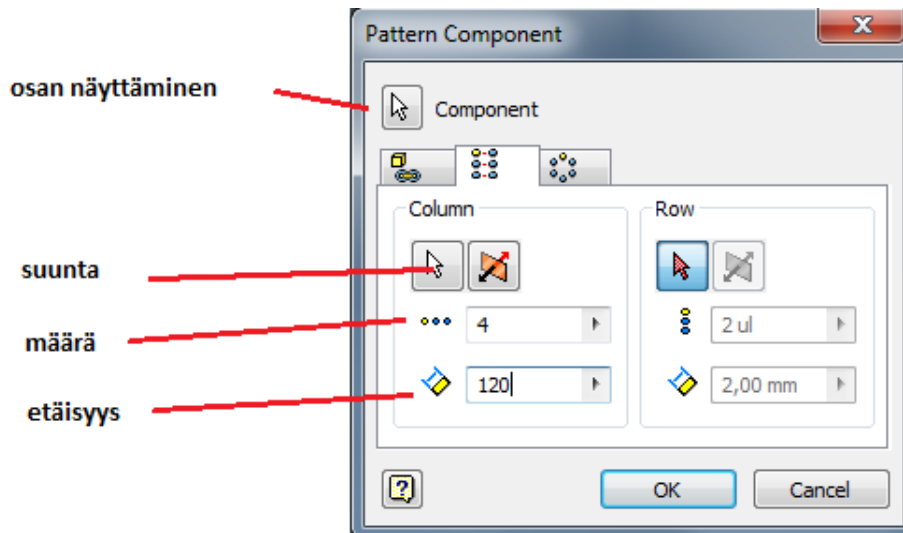 Pattern Component
osan näyttäminen
Component
Column
Row
suunta
määrä
4
2 ul
etäisyys
120
2,00 mm
OK
Cancel